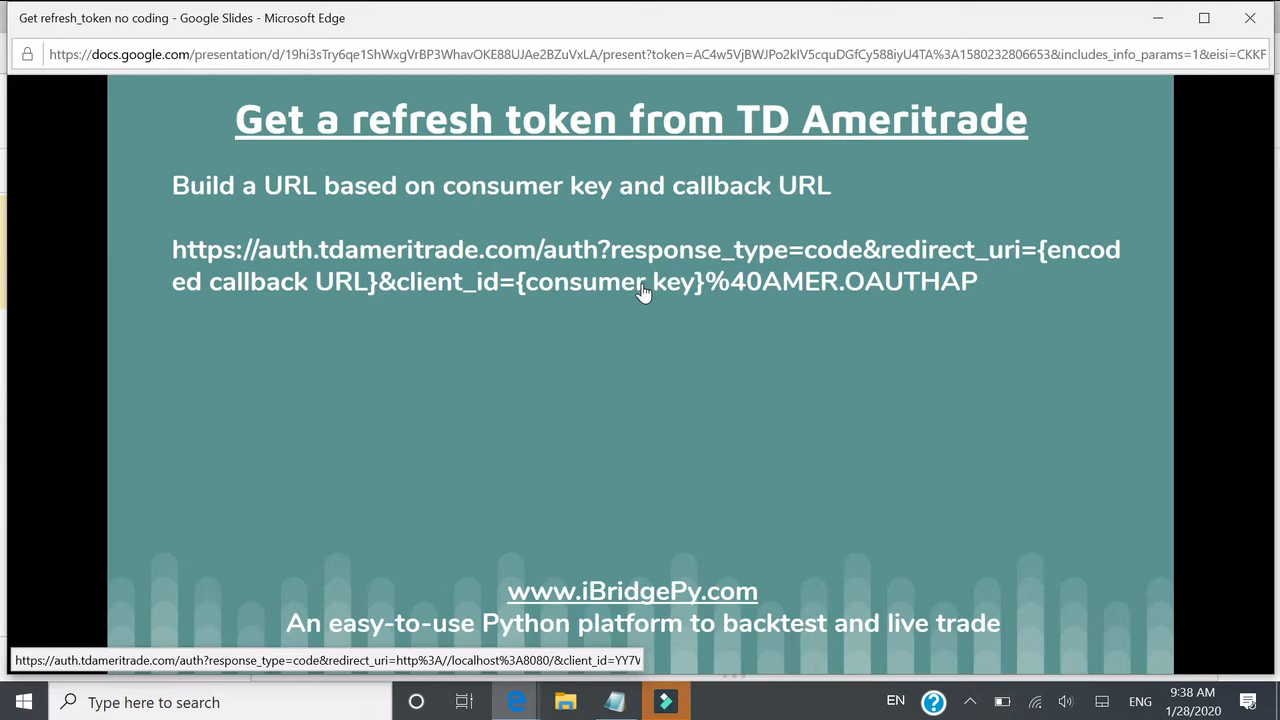 Get refresh_token no coding - Google Slides - Microsoft Edge
https://docs.google.com/presentation/d/19hi3sTry6qe1ShWxgVrBP3WhavOKE88UJAe2BZuVxLA/present?token=AC4w5VjBWJPo2kIV5cquDGfCy588iyU4TA%3A1580232806653&includes_info_params=1&eisi=CKKF
Get a refresh token from TD Ameritrade
Build a URL based on consumer key and callback URL
https://auth.tdameritrade.com/auth?response_type=code&redirect_uri={encod
ed callback URL}&client_id={consumer key}%40AMER.OAUTHAP
www.iBridgePy.com
An easy-to-use Python platform to backtest and live trade
https://auth.tdameritrade.com/auth?response_type=code&redirect_uri=http%3A//localhost%3A8080/&client_id=YY7V
Type here to search
EN
ENG
9:38 AM
1/28/2020